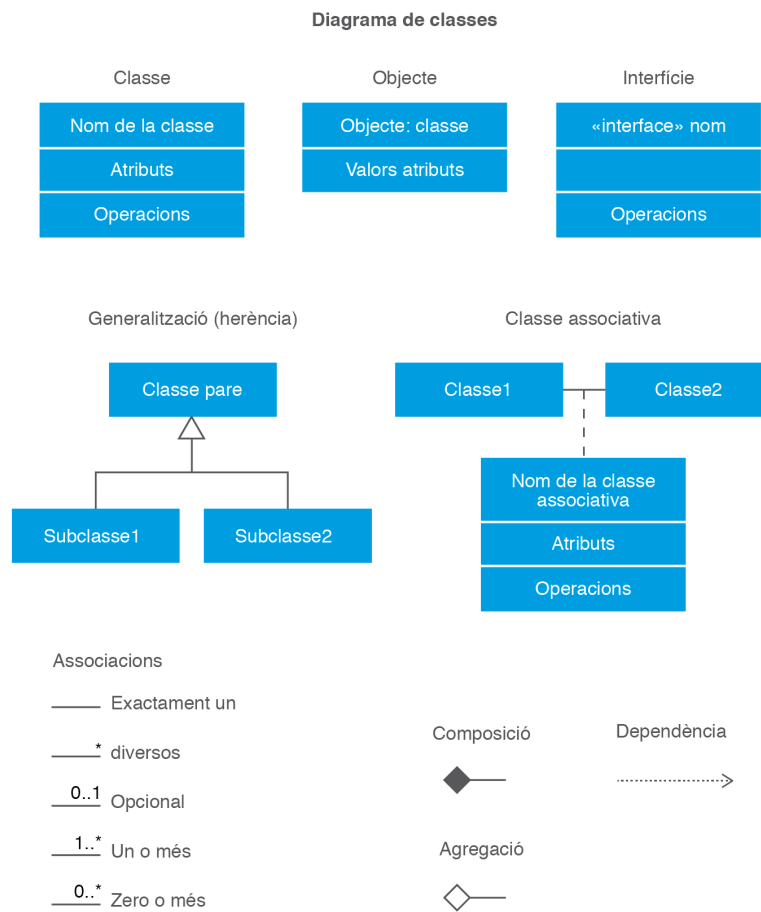 Diagrama de classes
Classe
Objecte
Interfície
Nom de la classe
Atributs
Operacions
Objecte: classe
Valors atributs
«interface» nom
Operacions
Generalització (herència)
Classe pare
Subclasse1
Subclasse2
Classe associativa
Classe1
Classe2
Nom de la classe
associativa
Atributs
Operacions
Associacions
Exactament un
* diversos
0..1 Opcional
1..* Un o més
0..* Zero o més
Composició
Dependència
Agregació